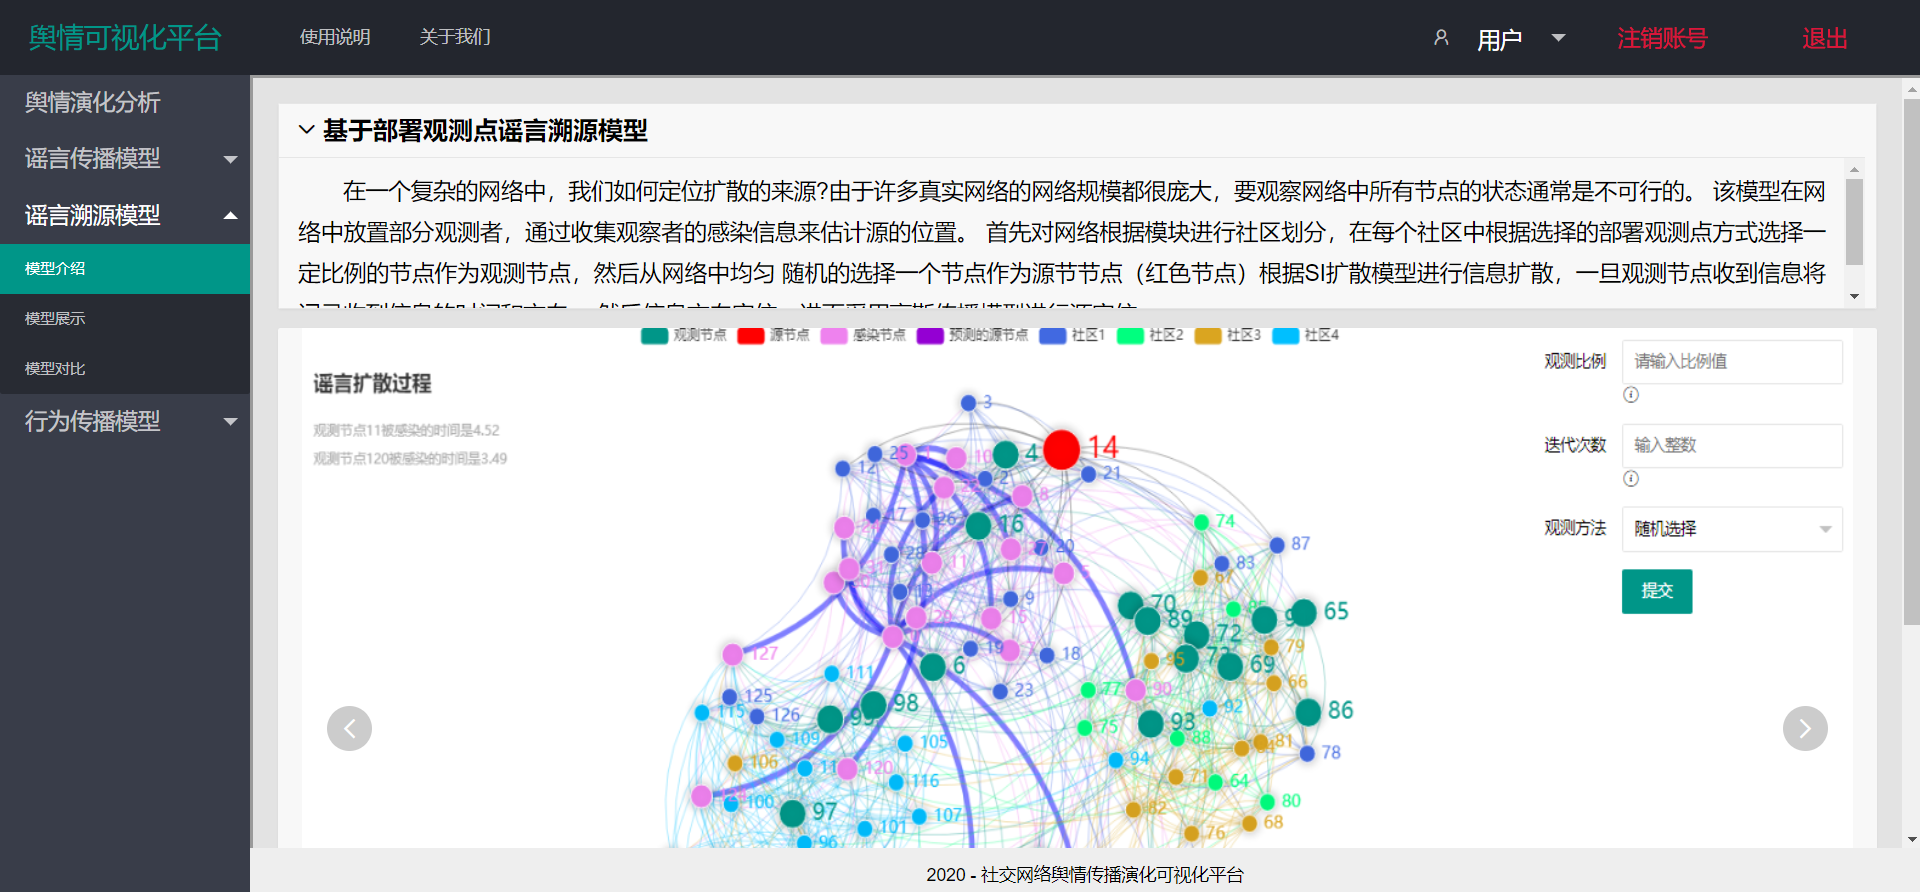 舆情可视化平台
使用说明
关于我们
用户
注销账号
退出
舆情演化分析
谣言传播模型
谣言溯源模型
模型介绍
模型展示
模型对比
行为传播模型
基于部署观测点谣言溯源模型
在一个复杂的网络中，我们如何定位扩散的来源?由于许多真实网络的网络规模都很庞大，要观察网络中所有节点的状态通常是不可行的。 该模型在网
络中放置部分观测者，通过收集观察者的感染信息来估计源的位置。 首先对网络根据模块进行社区划分，在每个社区中根据选择的部署观测点方式选择一
定比例的节点作为观测节点，然后从网络中均匀 随机的选择一个节点作为源节节点（红色节点）根据SI扩散模型进行信息扩散，一旦观测节点收到信息将
观测节点 源节点 感染节点 预测的源节点 社区1 社区2 社区3 社区4
谣言扩散过程
观测节点11被感染的时间是4.52
观测节点120被感染的时间是3.49
3
14
4
25
10
12
21
2
8
17
26
16
74
20
87
28
11
83
67
13
9
70
65
89
15
72
79
127
19
18
6
95
69
66
111
125
23
77
90
98
92
86
115
126
99
93
75
109
105
88
81
78
106
120
94
116
71
64
100
80
97
107
82
68
101
76
96
观测比例
请输入比例值
迭代次数
输入整数
观测方法
随机选择
提交
2020 - 社交网络舆情传播演化可视化平台